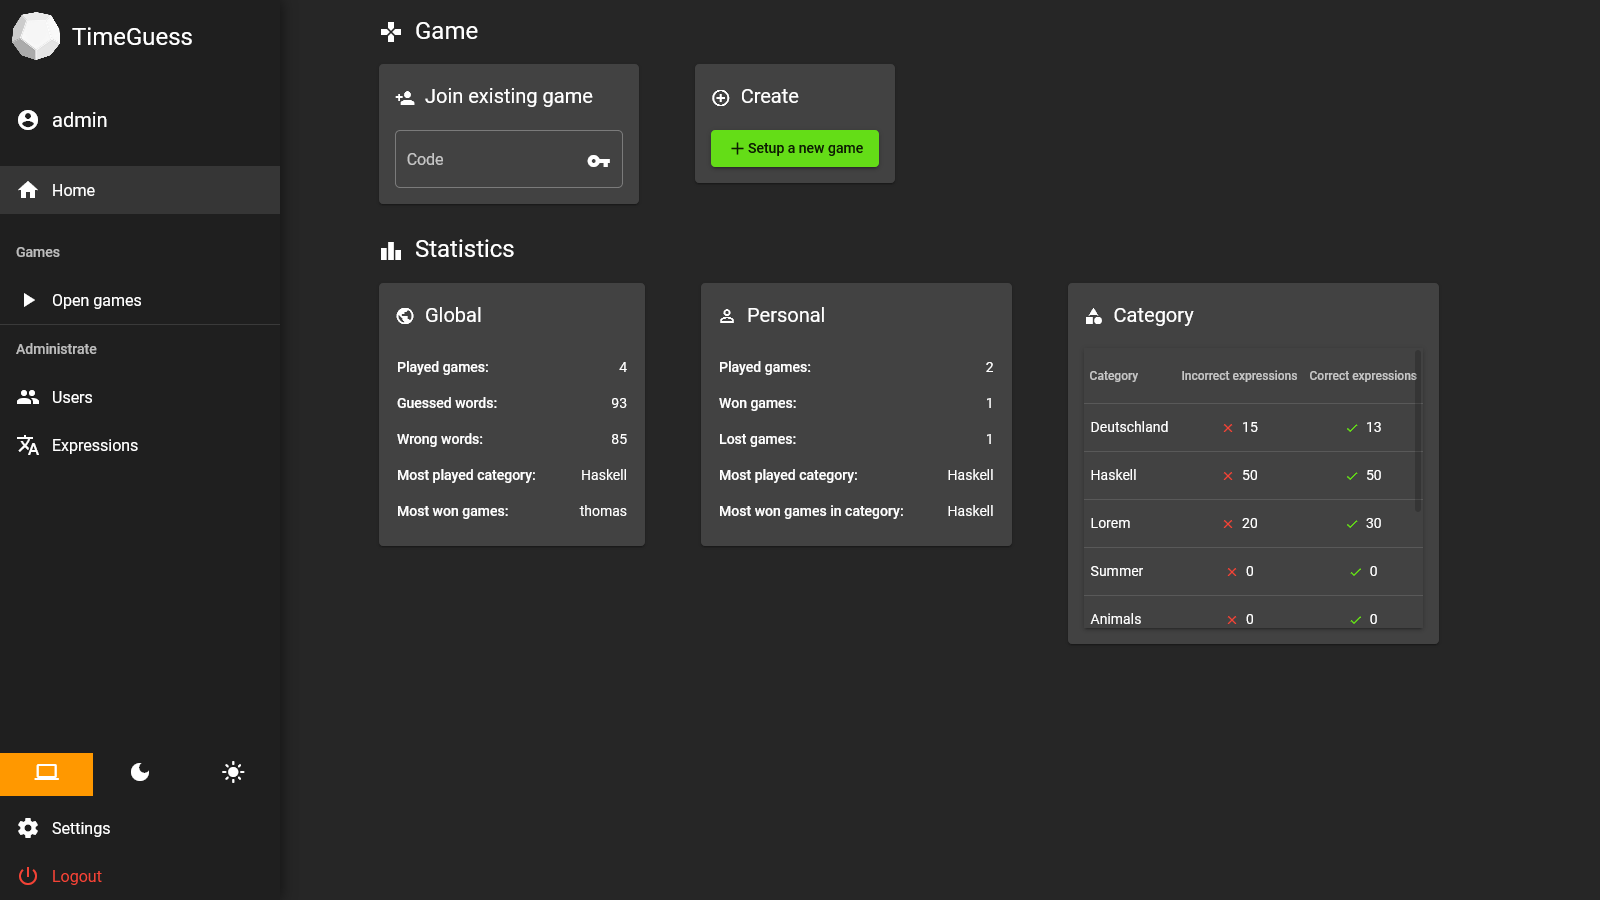 TimeGuess
admin
Home
Games
Open games
Administrate
Users
Expressions
Settings
Logout
Game
Join existing game
Code
Create
Setup a new game
Statistics
Global
Played games: 4
Guessed words: 93
Wrong words: 85
Most played category: Haskell
Most won games: thomas
Personal
Played games: 2
Won games: 1
Lost games: 1
Most played category: Haskell
Most won games in category: Haskell
Category
Category Incorrect expressions Correct expressions
Deutschland 15 13
Haskell 50 50
Lorem 20 30
Summer 0 0
Animals 0 0